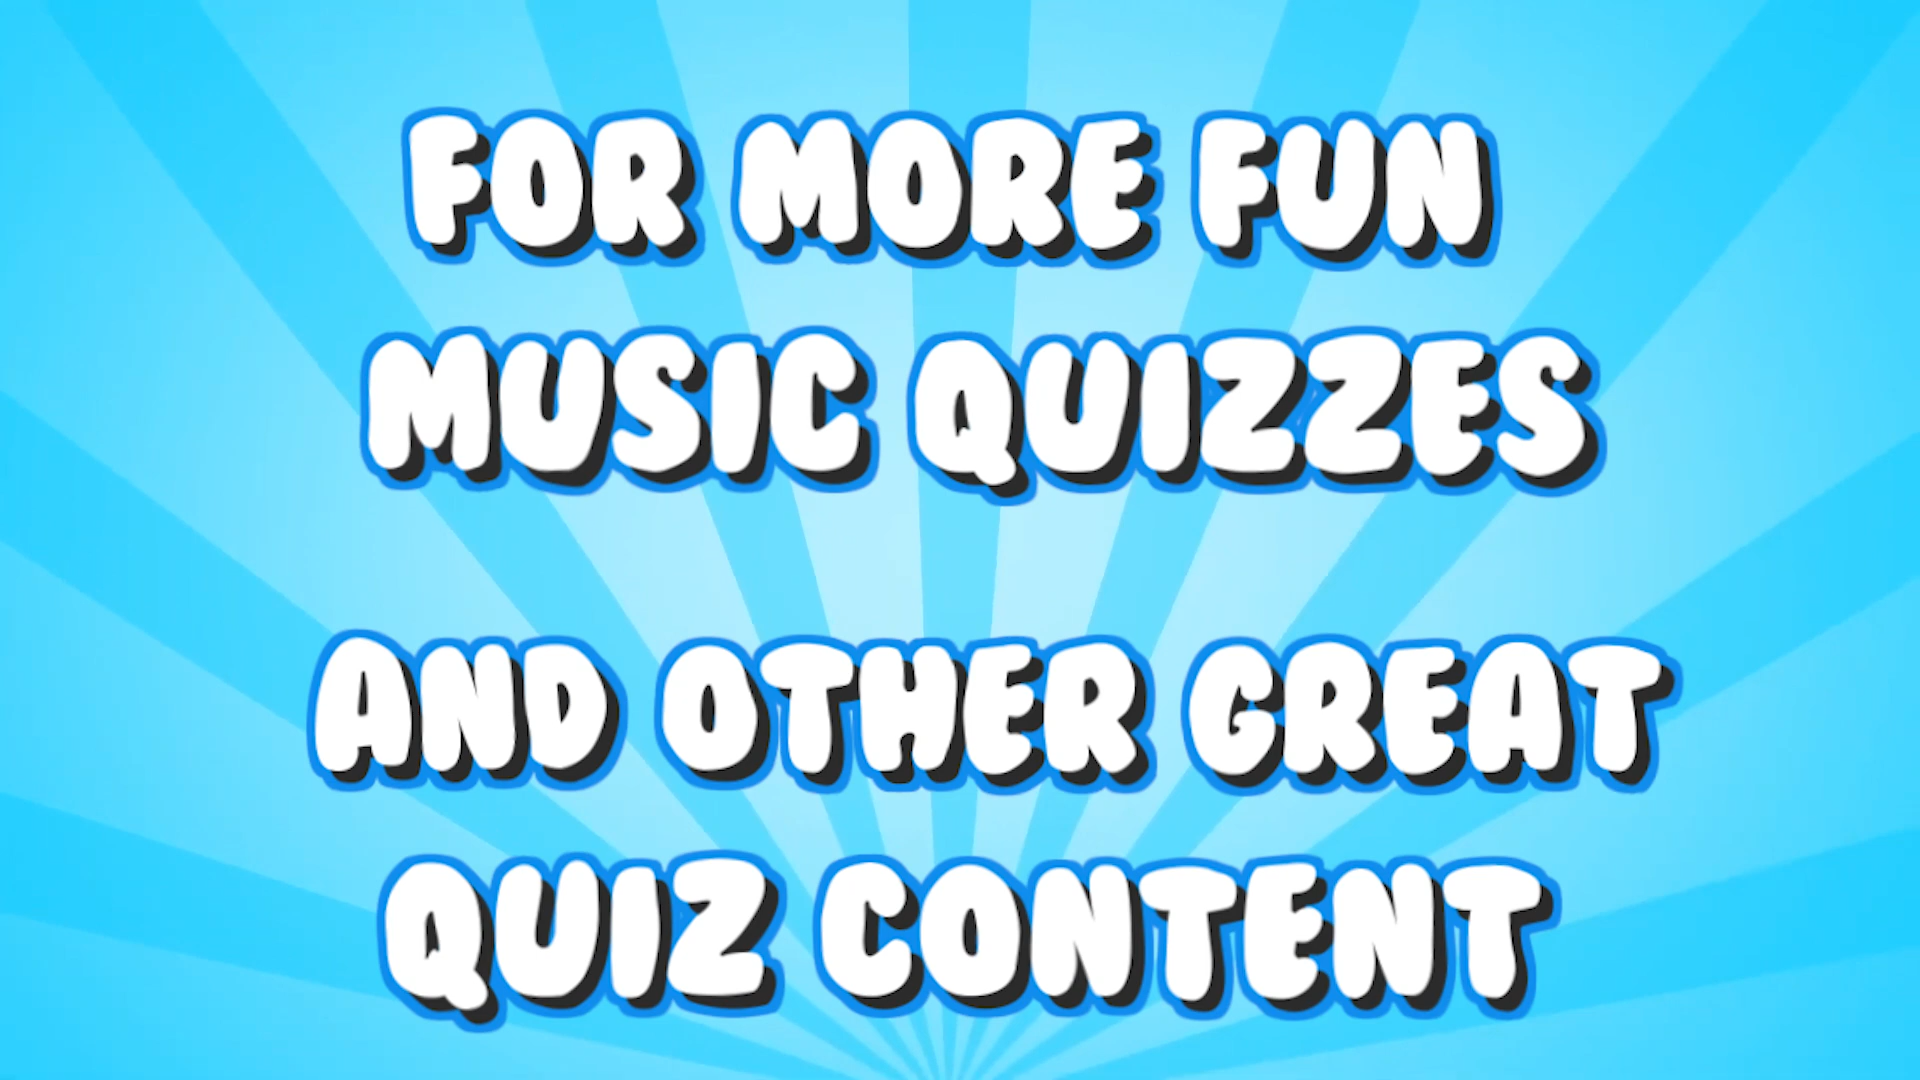 FOR MORE FUN
MUSIC QUIZZES
AND OTHER GREAT
QUIZ CONTENT